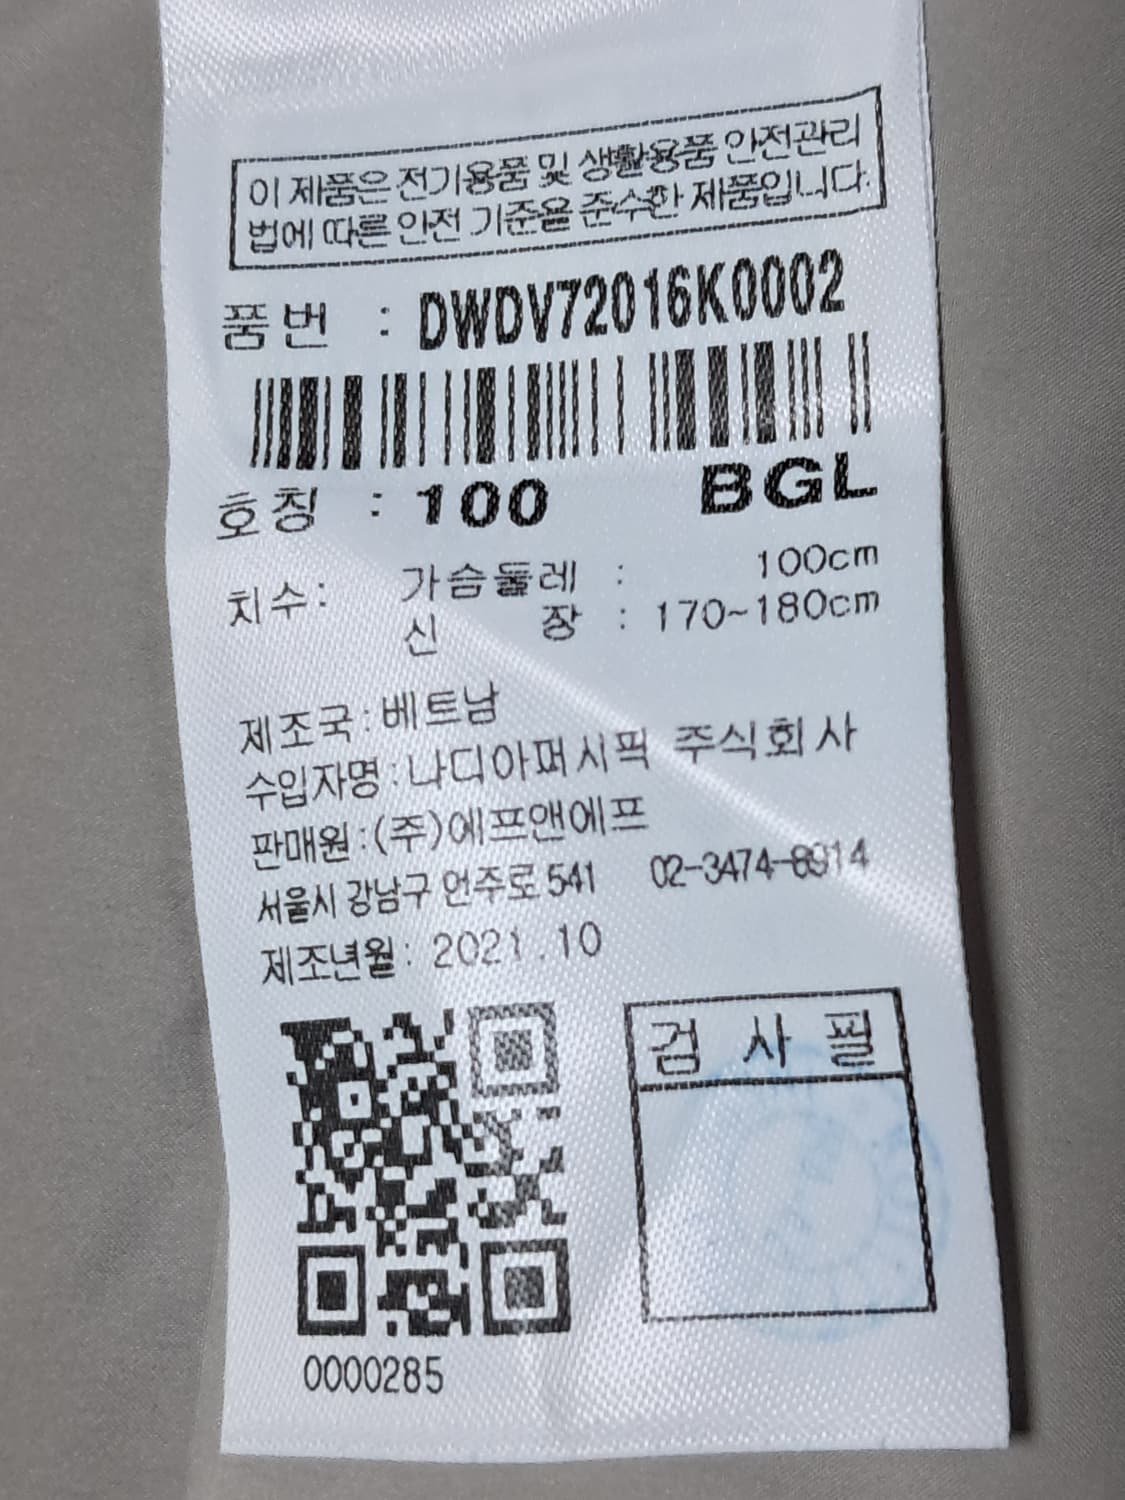 이 제품은 전기용품 및 생활용품 안전관리
법에 따른 안전 기준을 준수한 제품입니다.
품번 : DWDV72016K0002
호칭 : 100 BGL
치수: 가슴둘레 : 100cm
신 장 : 170~180cm
제조국:베트남
수입자명:나디아퍼시픽 주식회사
판매원:(주)에프앤에프
서울시 강남구 언주로 541 02-3474-8914
제조년월: 2021.10
검 사 필
0000285